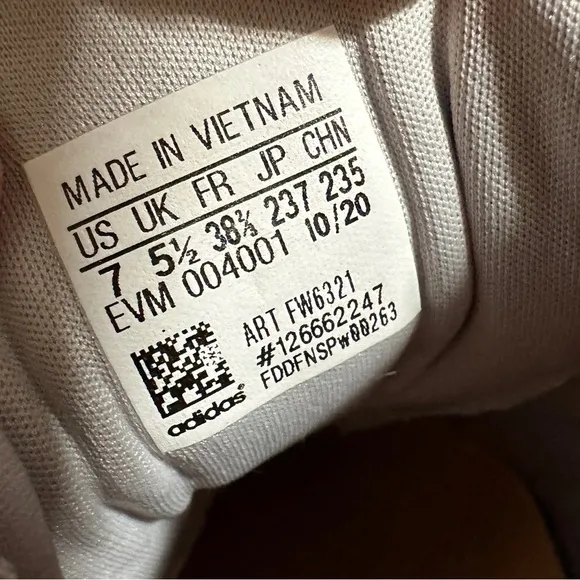 MADE IN VIETNAM
US UK FR JP CHN
7 5½ 38⅔ 237 235
EVM 004001 10/20
ART FW6321
#126662247
FDDFNSPW00263
adidas®